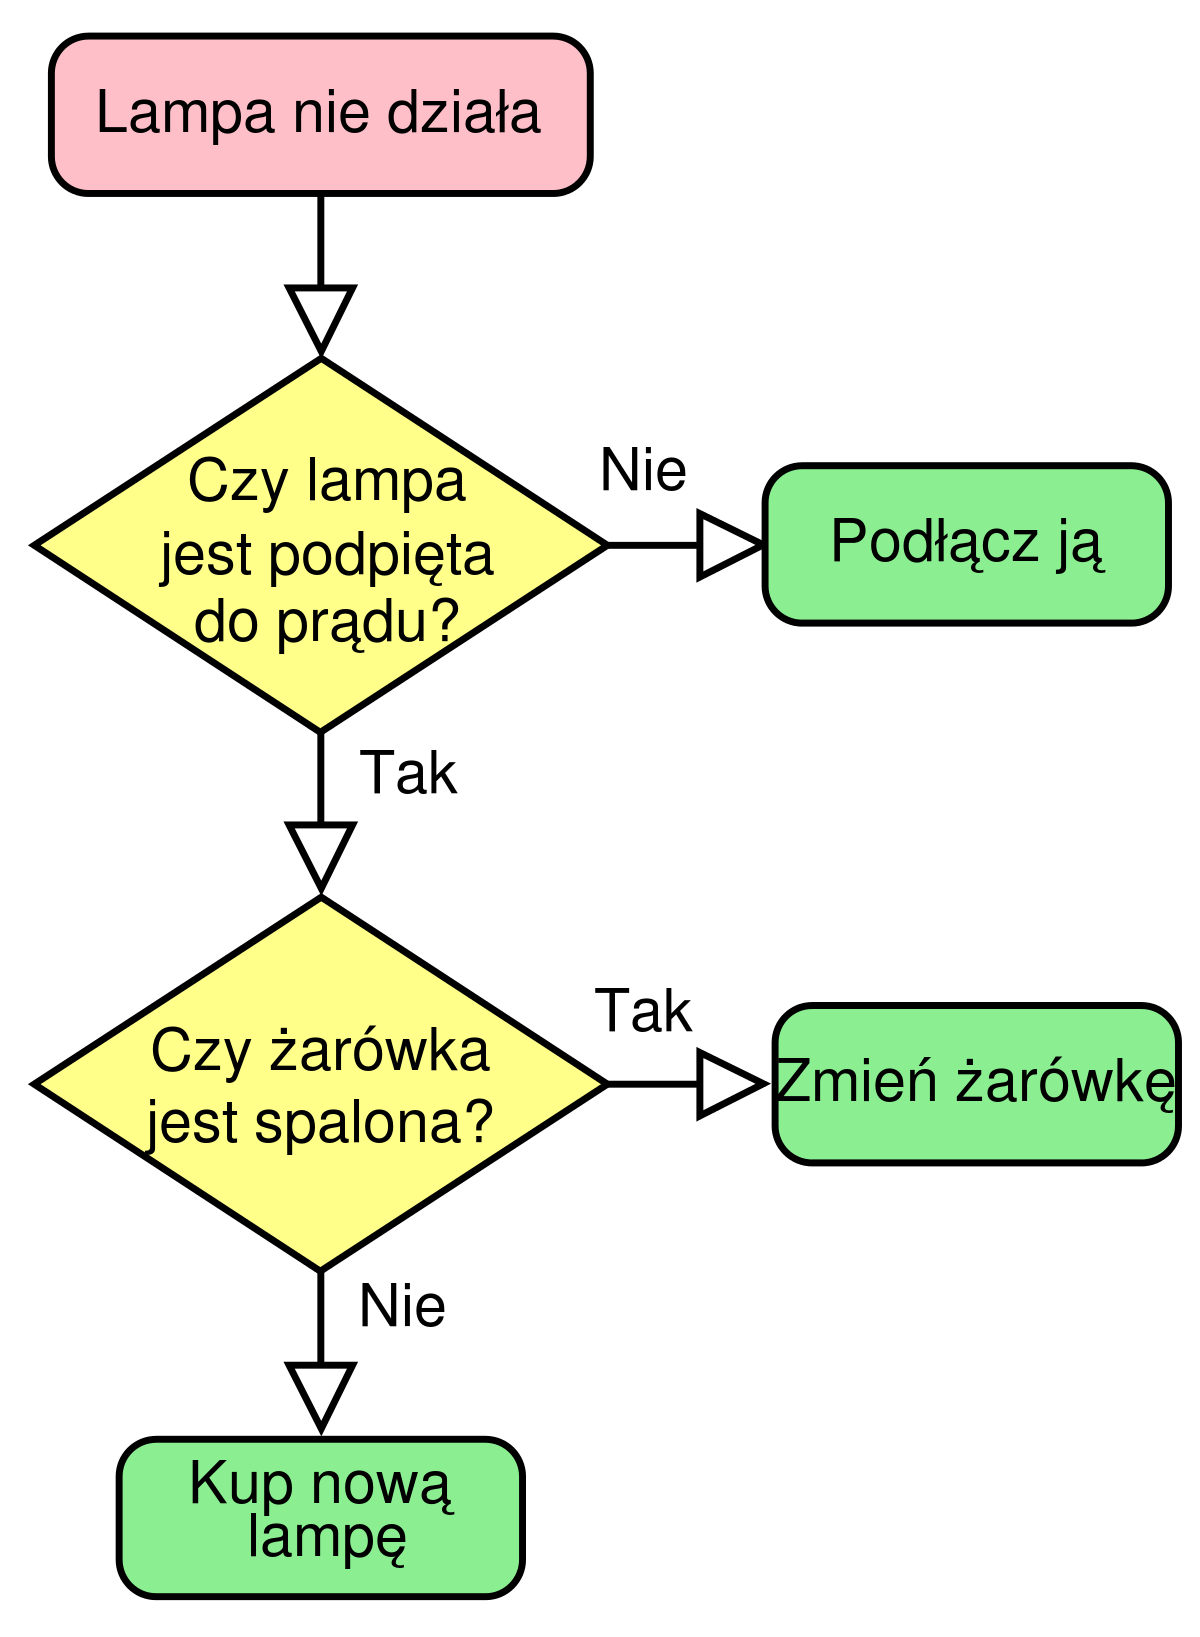 Lampa nie działa
Czy lampa
jest podpięta
do prądu?
Nie
Podłącz ją
Tak
Czy żarówka
jest spalona?
Tak
Zmień żarówkę
Nie
Kup nową
lampę